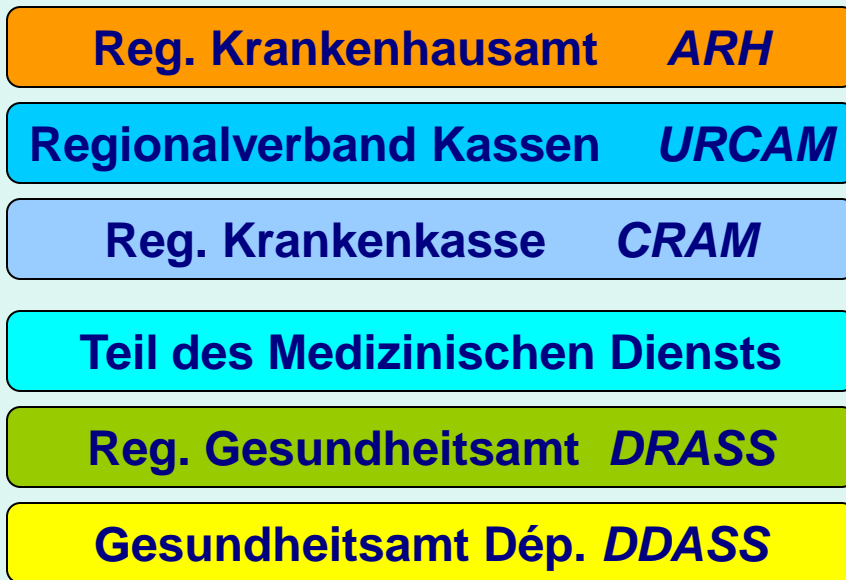 Reg. Krankenhausamt ARH
Regionalverband Kassen URCAM
Reg. Krankenkasse CRAM
Teil des Medizinischen Diensts
Reg. Gesundheitsamt DRASS
Gesundheitsamt Dép. DDASS